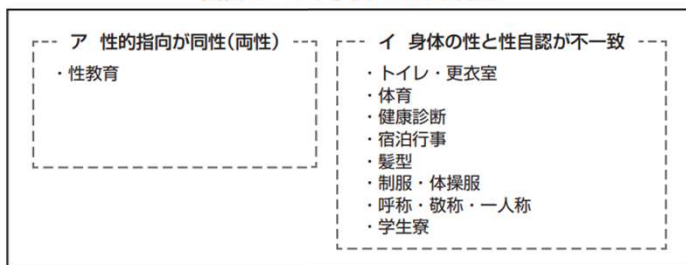 ア 性的指向が同性(両性)
・性教育
イ 身体の性と性自認が不一致
・トイレ・更衣室
・体育
・健康診断
・宿泊行事
・髪型
・制服・体操服
・呼称・敬称・一人称
・学生寮